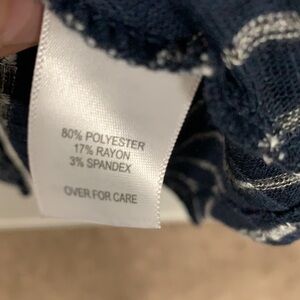 80% POLYESTER
17% RAYON
3% SPANDEX
OVER FOR CARE